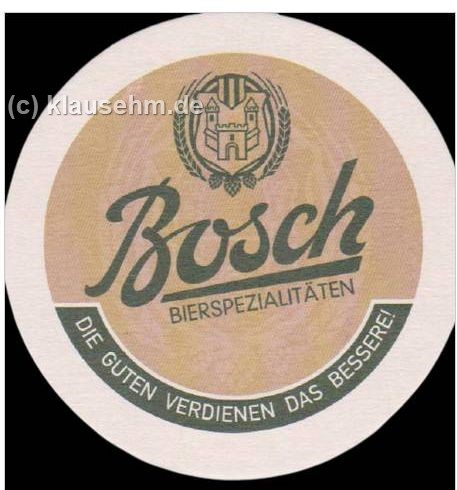 (c) klausehm.de
Bosch
BIERSPEZIALITÄTEN
DIE GUTEN VERDIENEN DAS BESSERE!